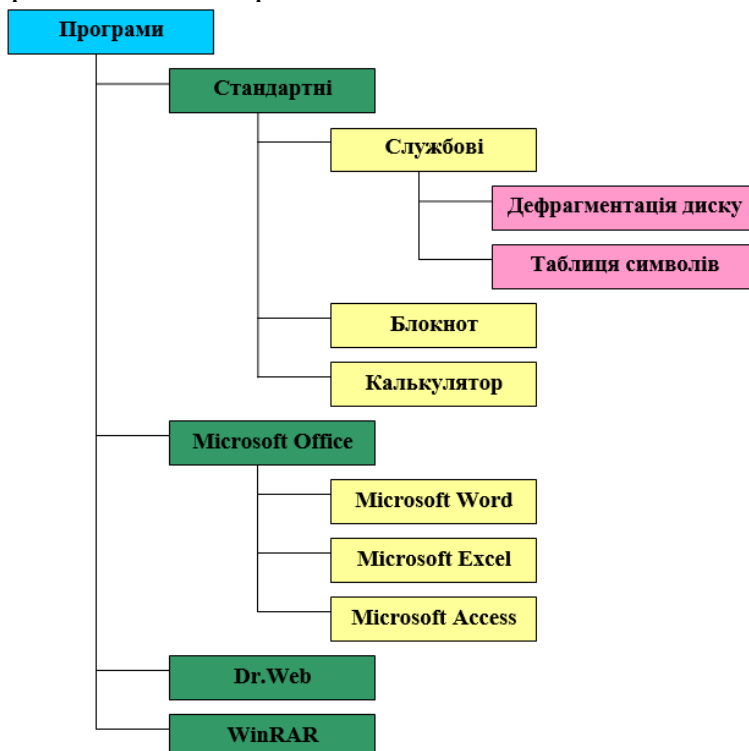 Програми
Стандартні
Службові
Дефрагментація диску
Таблиця символів
Блокнот
Калькулятор
Microsoft Office
Microsoft Word
Microsoft Excel
Microsoft Access
Dr.Web
WinRAR